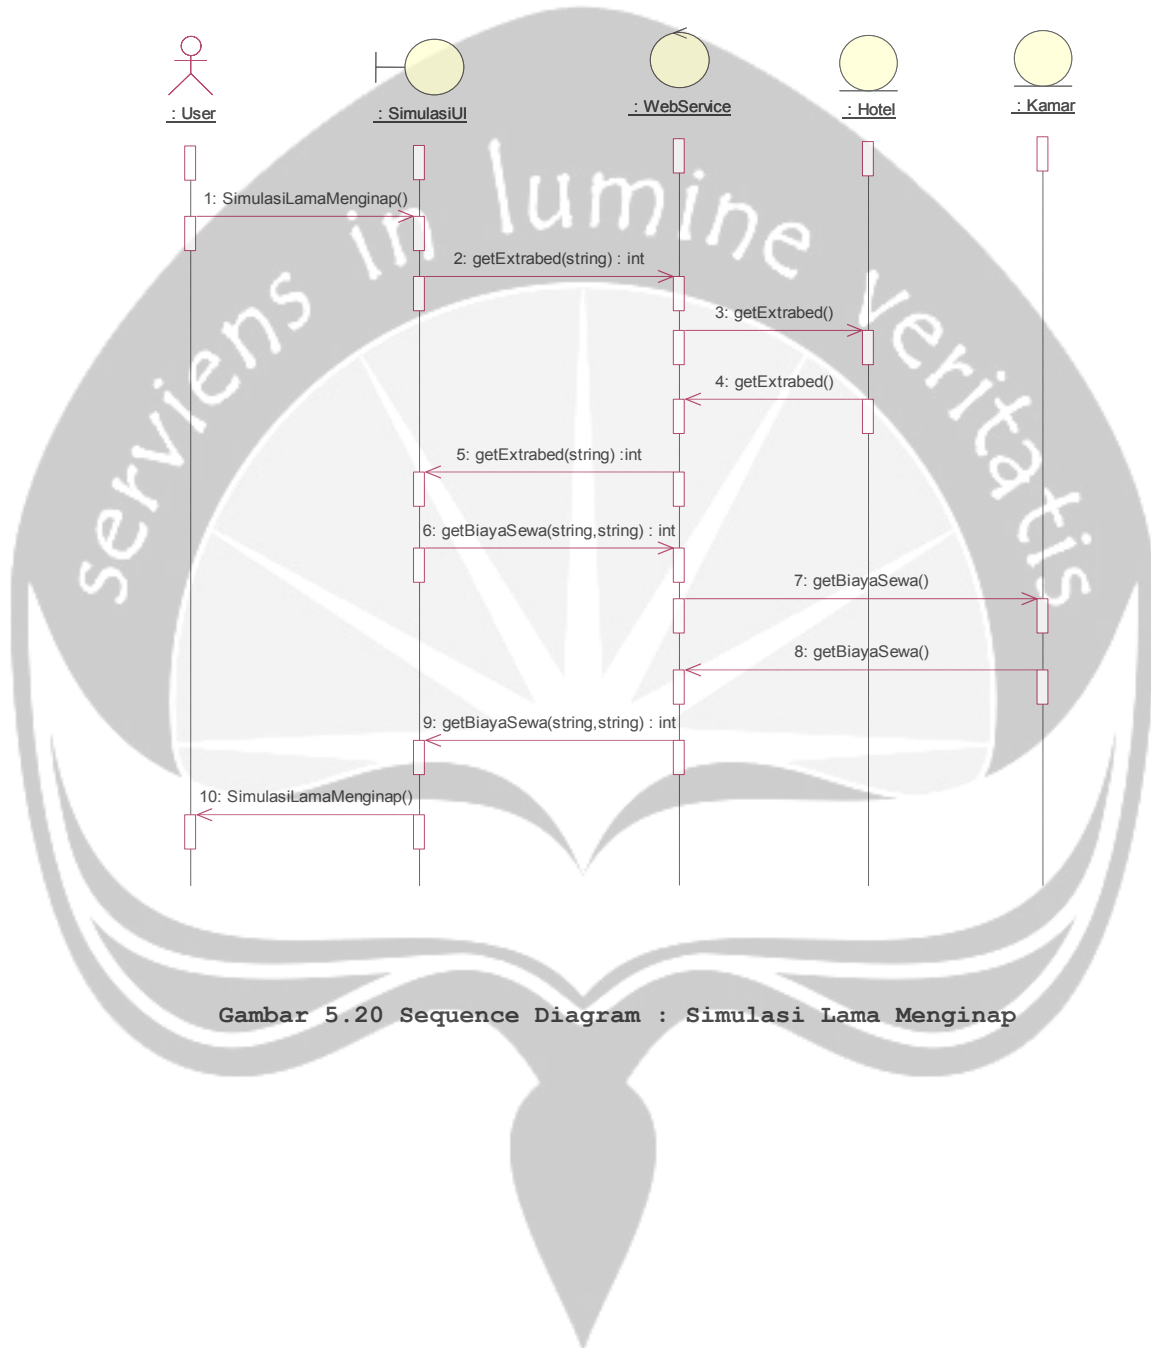 : User
: SimulasiUI
: WebService
: Hotel
: Kamar
serviens in lumine veritatis
1: SimulasiLamaMenginap()
2: getExtrabed(string) : int
3: getExtrabed()
4: getExtrabed()
5: getExtrabed(string) :int
6: getBiayaSewa(string,string) : int
7: getBiayaSewa()
8: getBiayaSewa()
9: getBiayaSewa(string,string) : int
10: SimulasiLamaMenginap()
Gambar 5.20 Sequence Diagram : Simulasi Lama Menginap